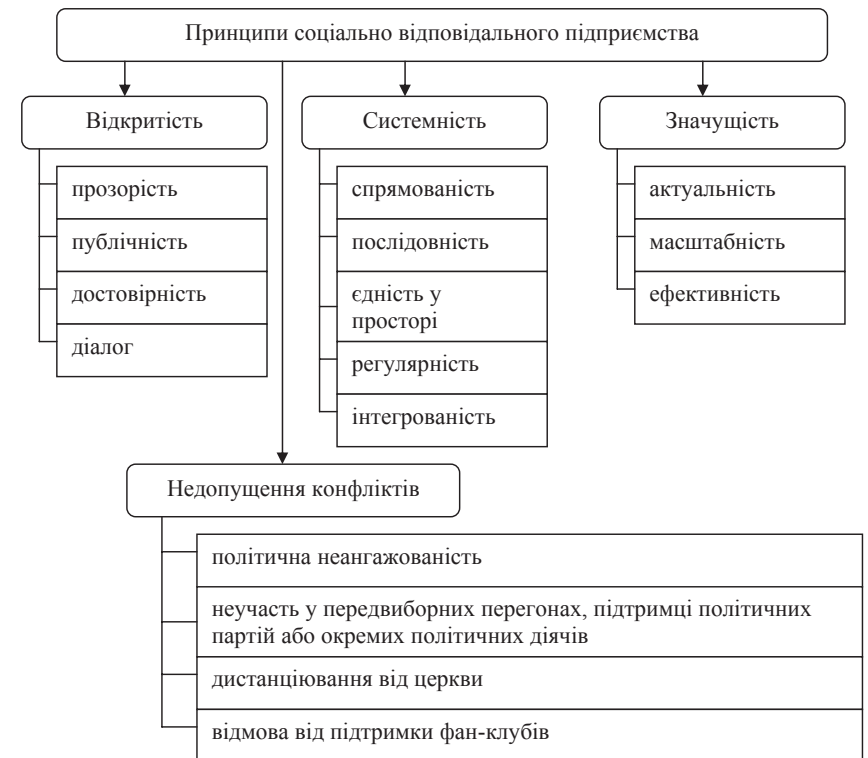 Принципи соціально відповідального підприємства
Відкритість
прозорість
публічність
достовірність
діалог
Системність
спрямованість
послідовність
єдність у
просторі
регулярність
інтегрованість
Значущість
актуальність
масштабність
ефективність
Недопущення конфліктів
політична неангажованість
неучасть у передвиборних перегонах, підтримці політичних
партій або окремих політичних діячів
дистанціювання від церкви
відмова від підтримки фан-клубів